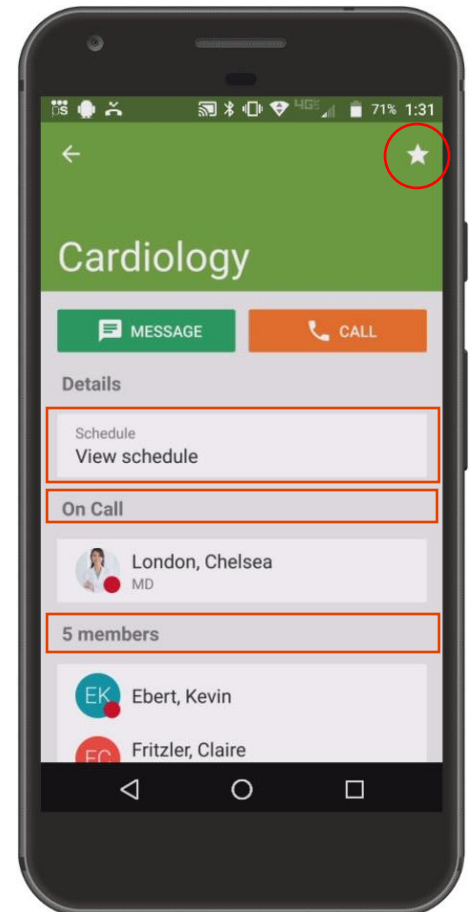 71% 1:31
Cardiology
MESSAGE
CALL
Details
Schedule
View schedule
On Call
London, Chelsea
MD
5 members
EK
Ebert, Kevin
Fritzler, Claire